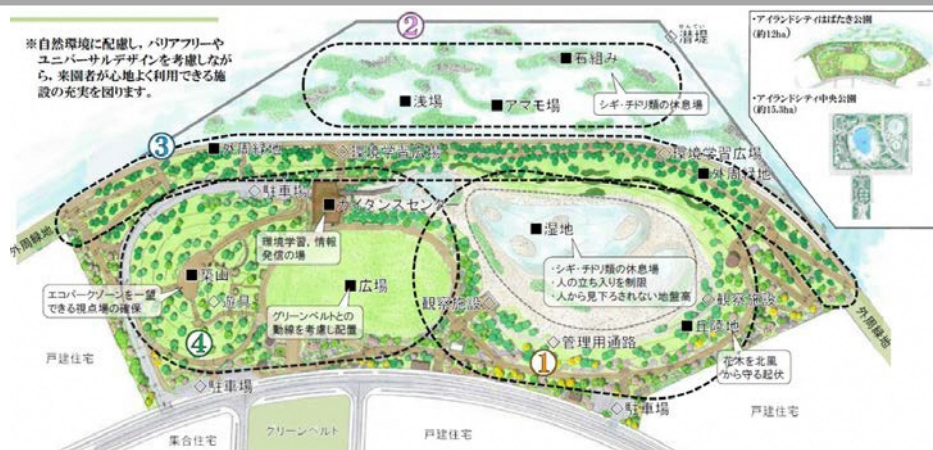 ※自然環境に配慮し，バリアフリーや
ユニバーサルデザインを考慮しなが
ら，来園者が心地よく利用できる施
設の充実を図ります。
②
せんてい
◇潜堤
・アイランドシティはばたき公園
(約12ha)
・アイランドシティ中央公園
(約15.3ha)
■石組み
■浅場
■アマモ場
シギ・チドリ類の休息場
③
■外周緑地
◇環境学習広場
◇環境学習広場
■外周緑地
◇駐車場
■ガイダンスセンター
環境学習，情報
発信の場
■湿地
・シギ・チドリ類の休息場
・人の立ち入りを制限
・人から見下ろされない地盤高
外周緑地
■築山
エコパークゾーンを一望
できる視点場の確保
◇遊具
■広場
グリーンベルトとの
動線を考慮し配置
観察施設◇
◇観察施設
■丘陵地
花木を北風
から守る起伏
外周緑地
④
◇管理用通路
①
戸建住宅
◇駐車場
◇駐車場
戸建住宅
集合住宅
グリーンベルト
戸建住宅